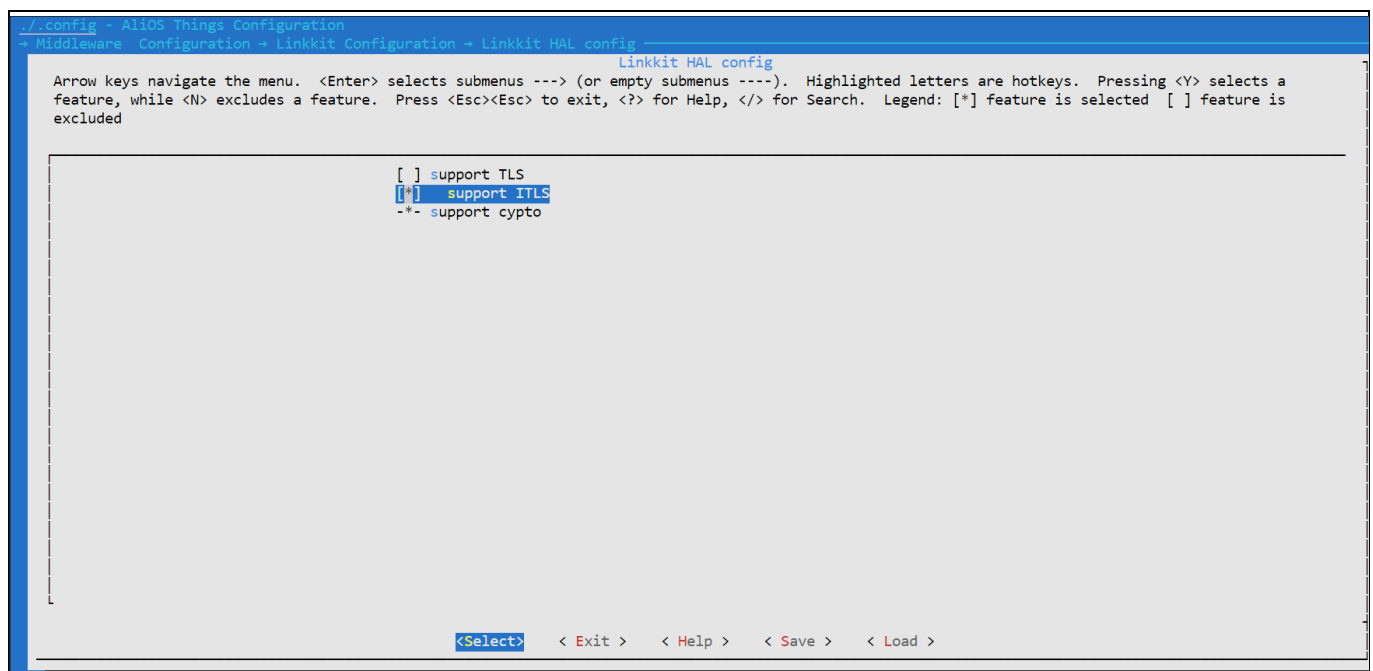 ./.config - AliOS Things Configuration
→ Middleware  Configuration → Linkkit Configuration → Linkkit HAL config
Linkkit HAL config
Arrow keys navigate the menu.  <Enter> selects submenus ---> (or empty submenus ----).  Highlighted letters are hotkeys.  Pressing <Y> selects a
feature, while <N> excludes a feature.  Press <Esc><Esc> to exit, <?> for Help, </> for Search.  Legend: [*] feature is selected  [ ] feature is
excluded
[ ] support TLS
[*]   support ITLS
-*- support cypto
<Select>    < Exit >    < Help >    < Save >    < Load >